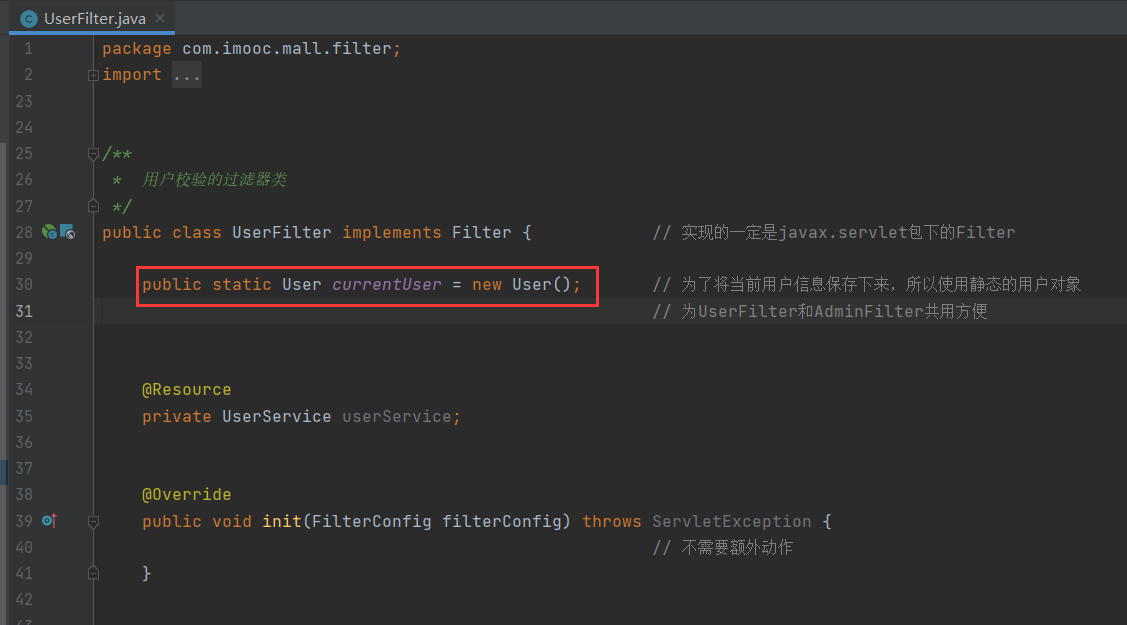 UserFilter.java
1 package com.imooc.mall.filter;
2 import ...
23
24
25 /**
26 * 用户校验的过滤器类
27 */
28 public class UserFilter implements Filter { // 实现的一定是javax.servlet包下的Filter
29
30 public static User currentUser = new User(); // 为了将当前用户信息保存下来，所以使用静态的用户对象
31 // 为UserFilter和AdminFilter共用方便
32
33
34 @Resource
35 private UserService userService;
36
37
38 @Override
39 public void init(FilterConfig filterConfig) throws ServletException {
40 // 不需要额外动作
41 }
42